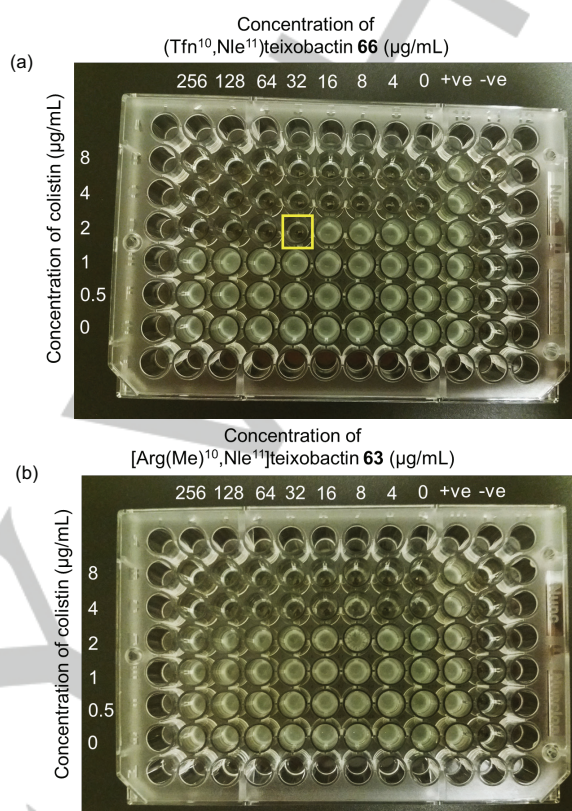 Concentration of
(Tfn¹⁰,Nle¹¹)teixobactin 66 (µg/mL)
(a)
256 128 64 32 16 8 4 0 +ve -ve
Concentration of colistin (µg/mL)
8
4
2
1
0.5
0
Concentration of
[Arg(Me)¹⁰,Nle¹¹]teixobactin 63 (µg/mL)
(b)
256 128 64 32 16 8 4 0 +ve -ve
Concentration of colistin (µg/mL)
8
4
2
1
0.5
0